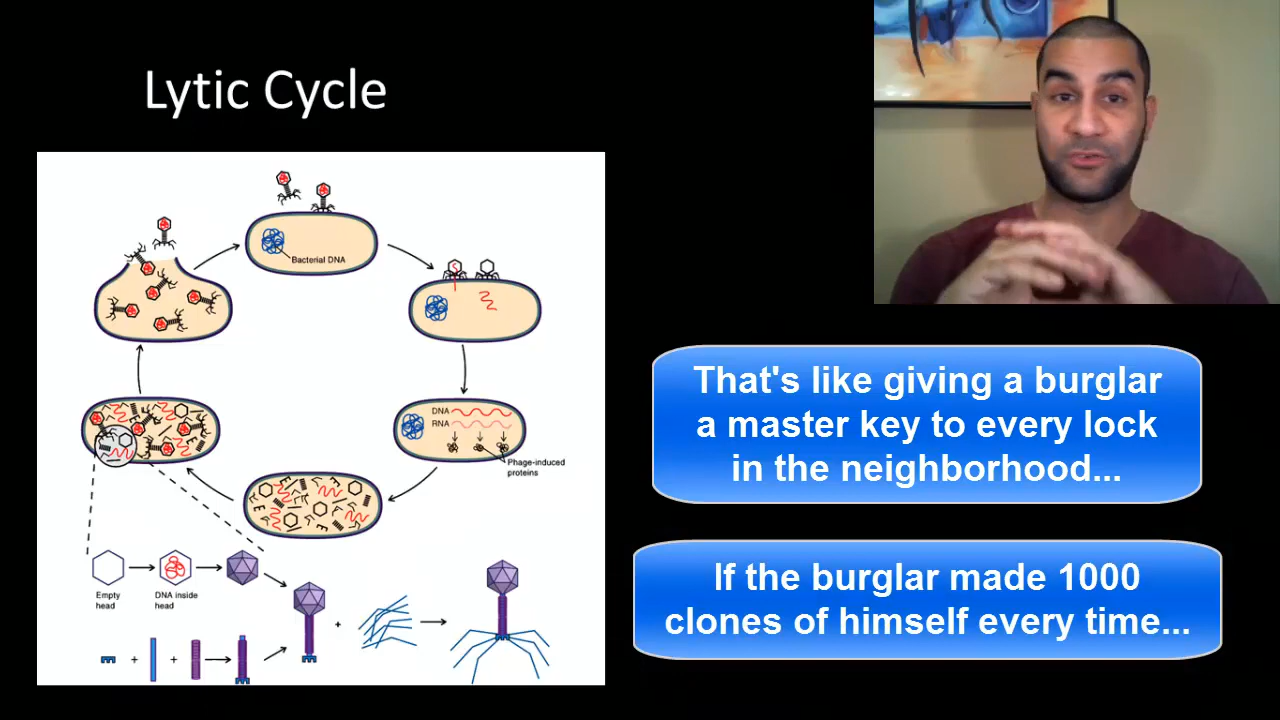 Lytic Cycle
Bacterial DNA
DNA
RNA
Phage-induced
proteins
Empty
head
DNA inside
head
+
+
+
That's like giving a burglar
a master key to every lock
in the neighborhood...
If the burglar made 1000
clones of himself every time...